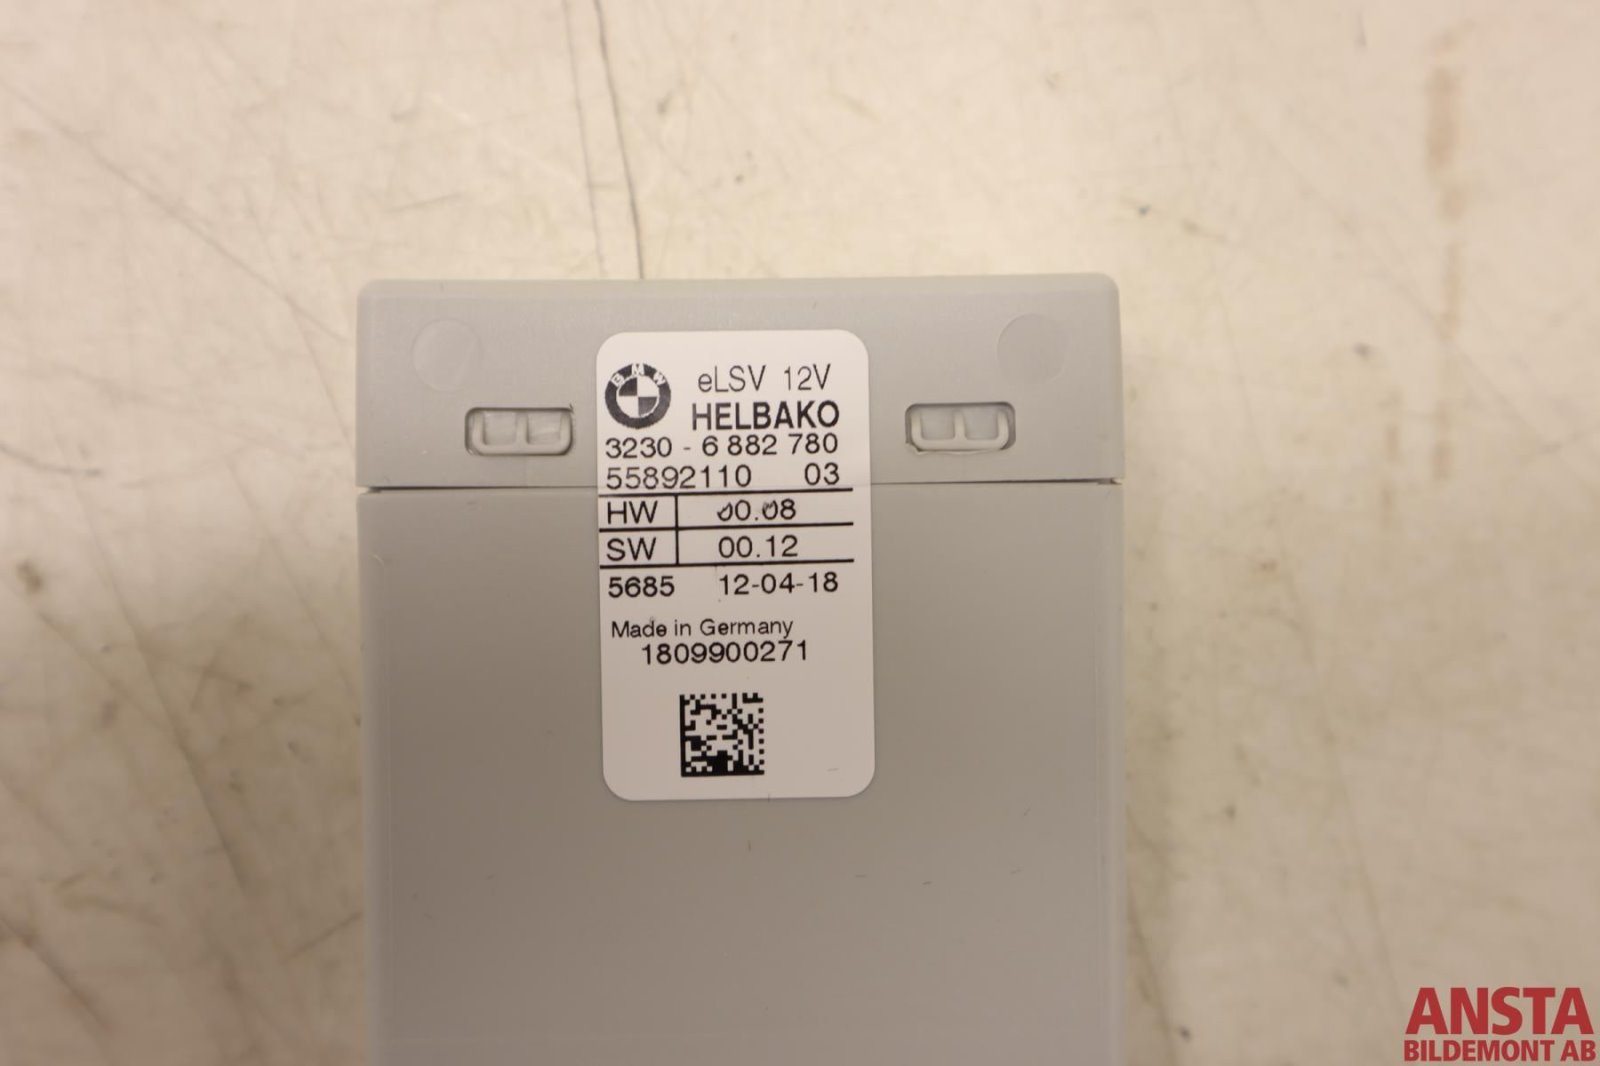 BMW
eLSV 12V
HELBAKO
3230 - 6 882 780
55892110 03
HW 00.08
SW 00.12
5685 12-04-18
Made in Germany
1809900271
ANSTA
BILDEMONT AB